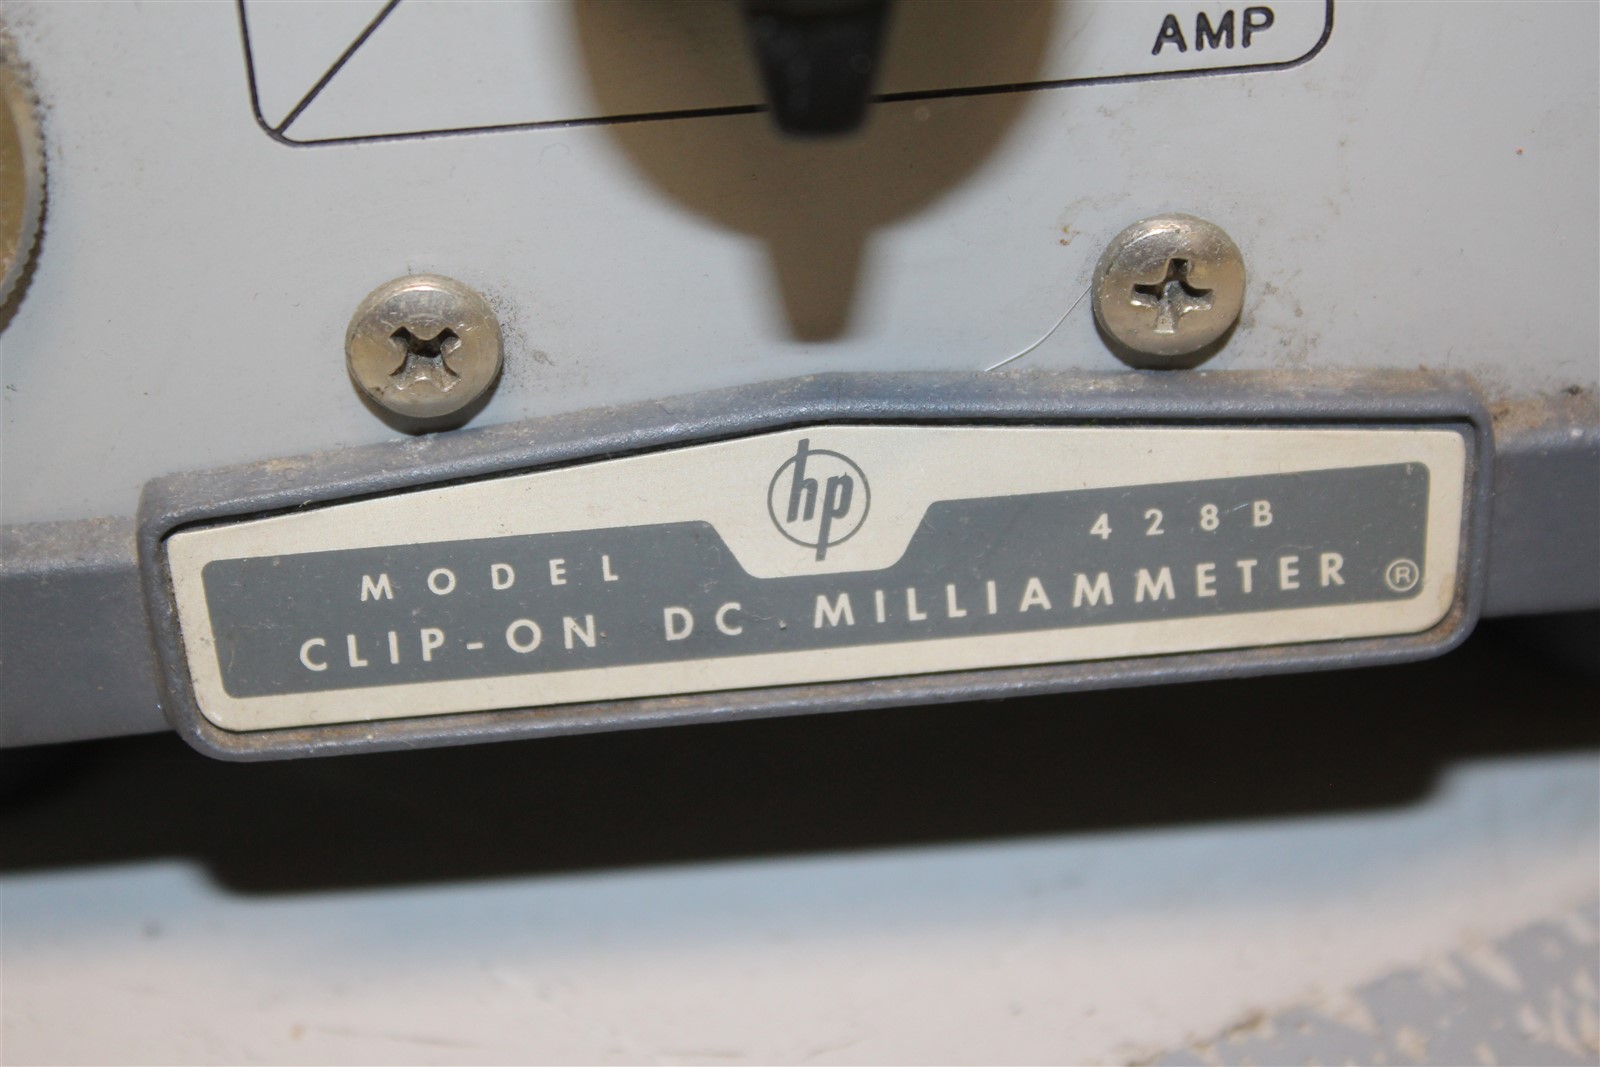 AMP
hp
MODEL 428B
CLIP-ON DC MILLIAMMETER ®